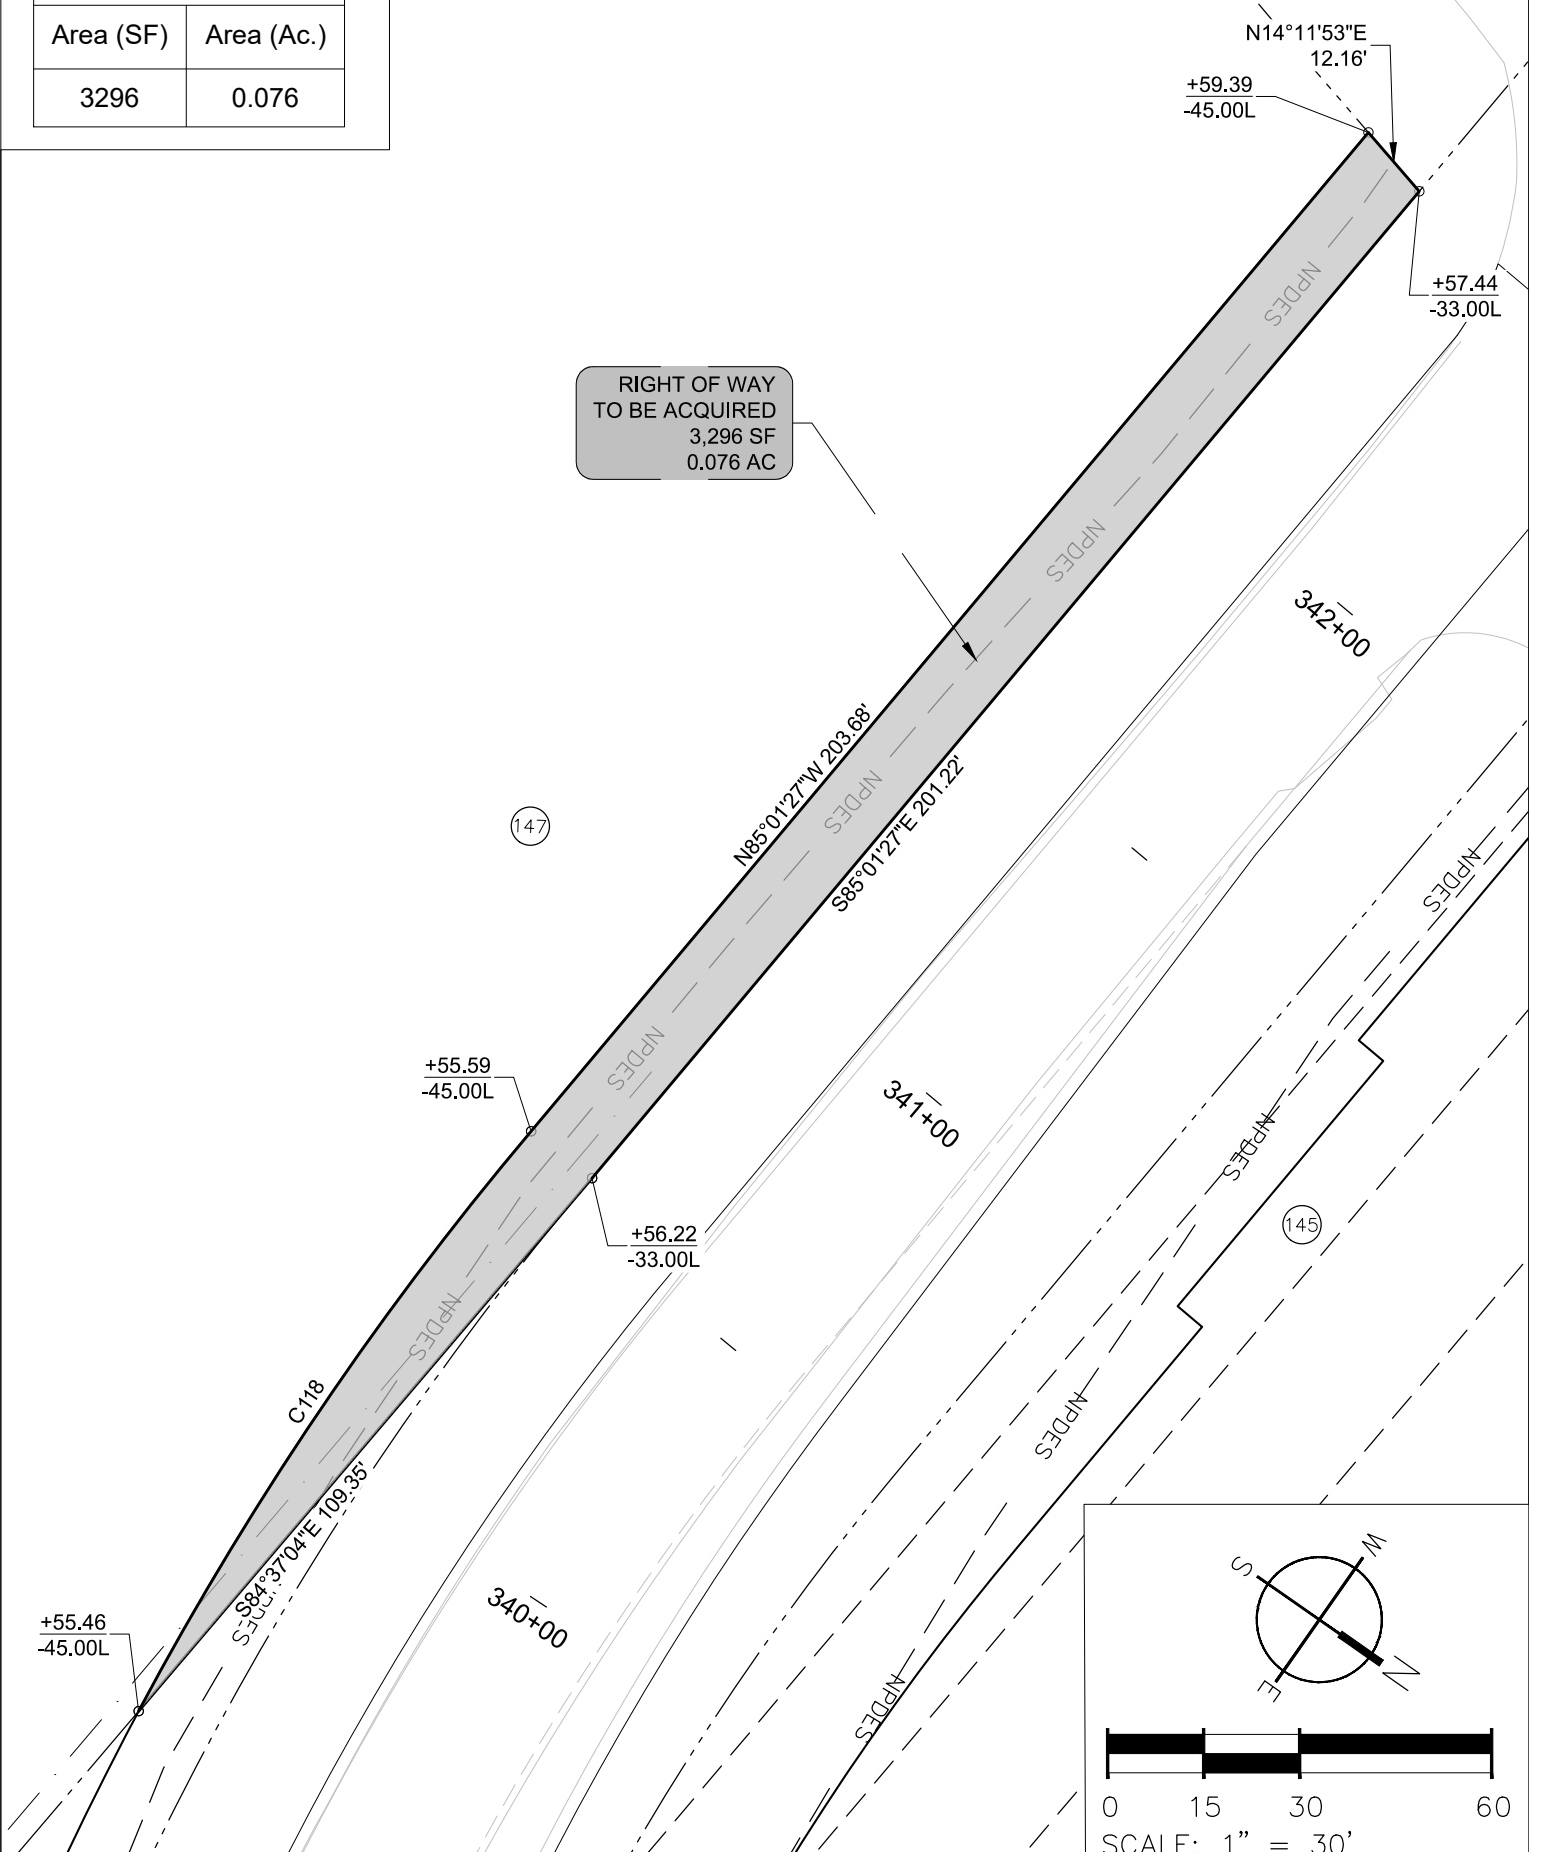 Area (SF) Area (Ac.)
3296 0.076
N14°11'53"E
12.16'
+59.39
-45.00L
+57.44
-33.00L
RIGHT OF WAY
TO BE ACQUIRED
3,296 SF
0.076 AC
NPDES
NPDES
342+00
N85°01'27"W 203.68'
S85°01'27"E 201.22'
NPDES
147
NPDES
NPDES
+55.59
-45.00L
341+00
NPDES
145
+56.22
-33.00L
NPDES
C118
NPDES
S84°37'04"E 109.35'
340+00
+55.46
-45.00L
NPDES
S
W
N
E
0 15 30 60
SCALE: 1” = 30’